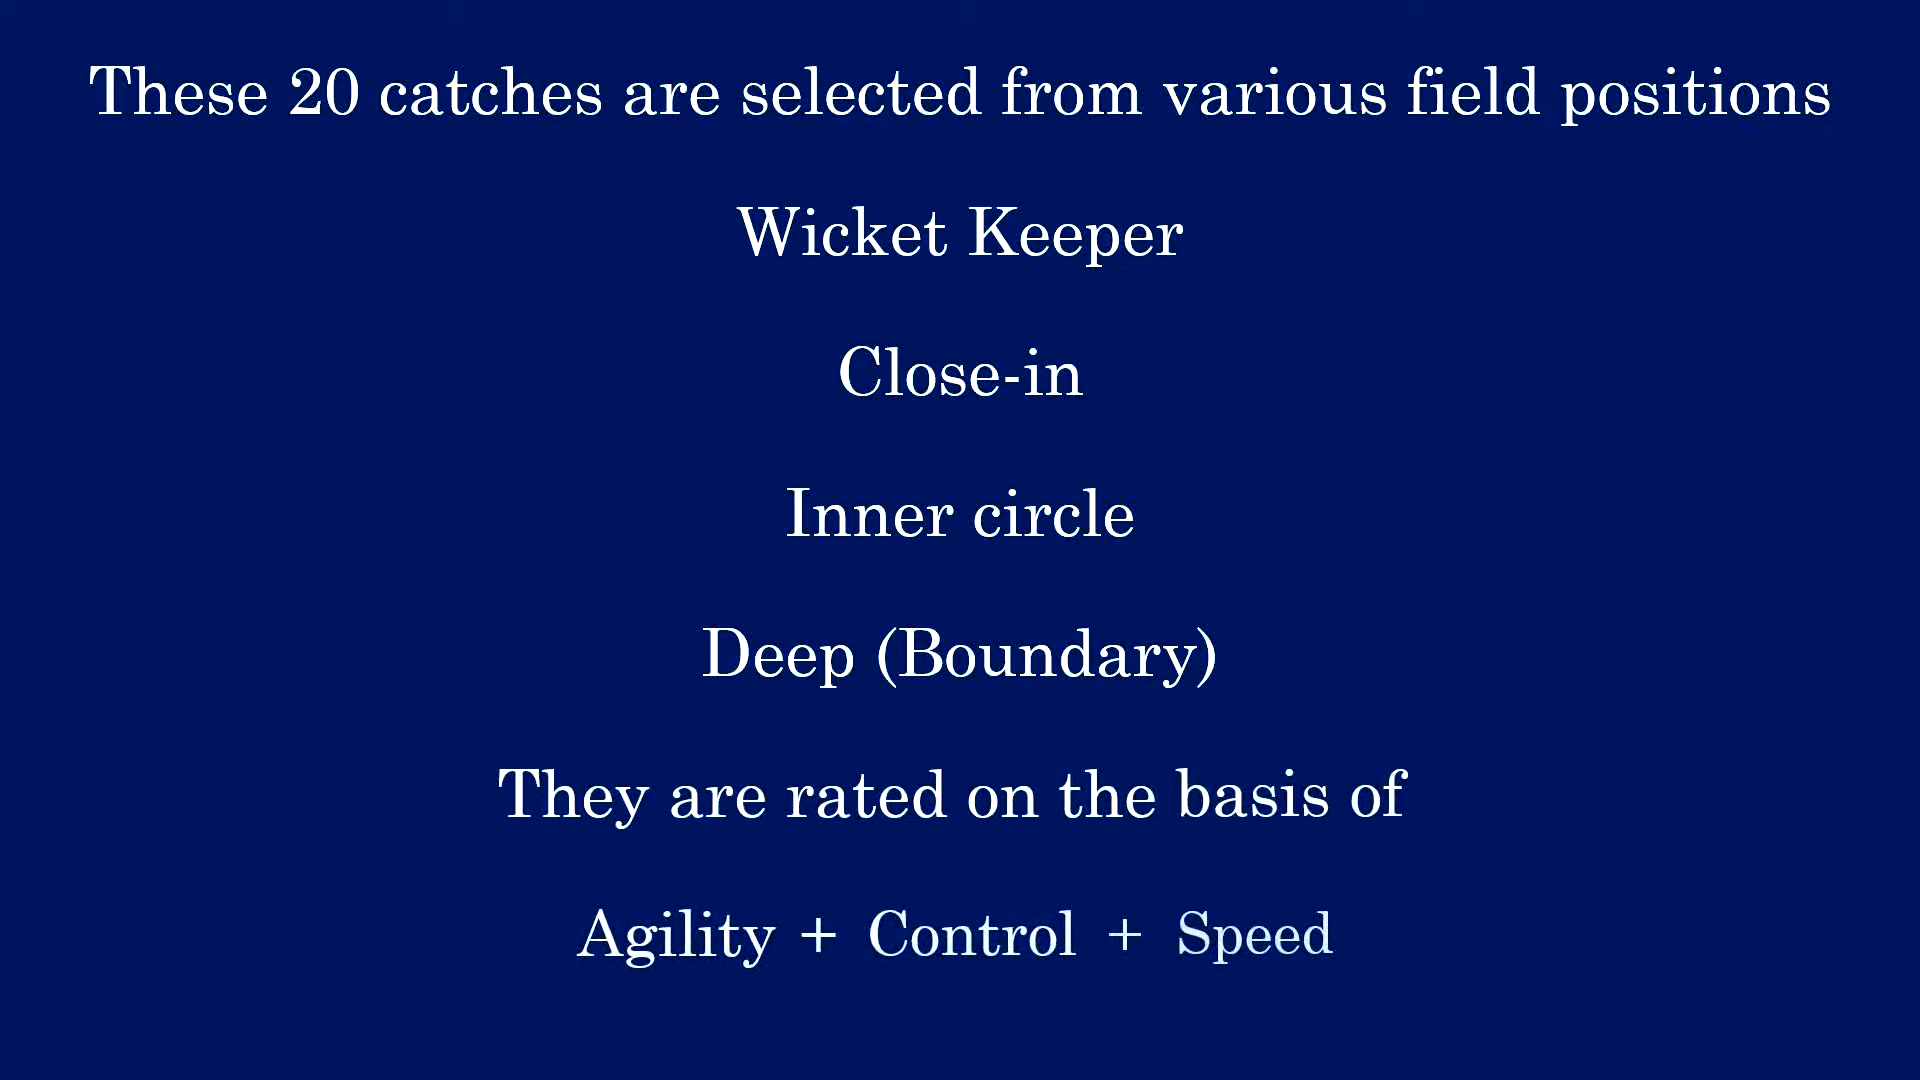 These 20 catches are selected from various field positions
Wicket Keeper
Close-in
Inner circle
Deep (Boundary)
They are rated on the basis of
Agility + Control + Speed